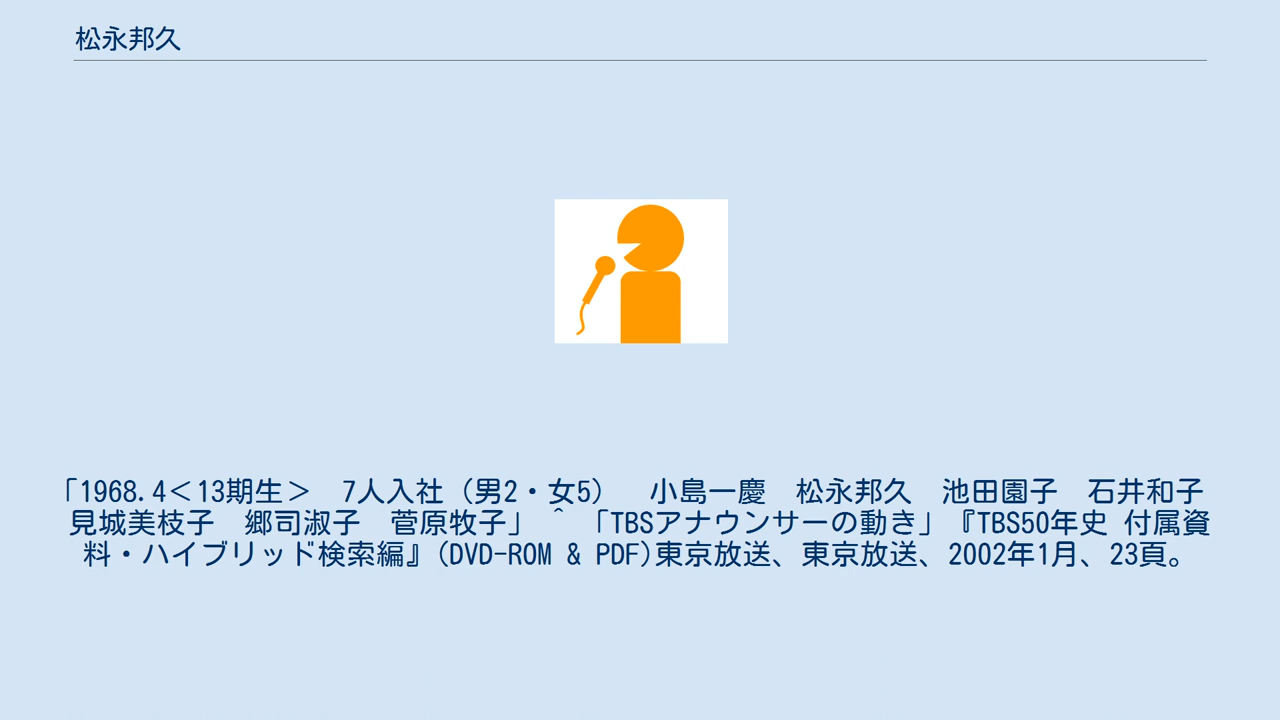 松永邦久
「1968.4＜13期生＞　7人入社（男2・女5）　小島一慶　松永邦久　池田園子　石井和子
見城美枝子　郷司淑子　菅原牧子」 ^ 「TBSアナウンサーの動き」『TBS50年史 付属資
料・ハイブリッド検索編』(DVD-ROM & PDF)東京放送、東京放送、2002年1月、23頁。